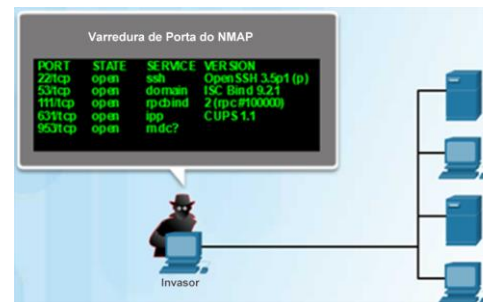 Varredura de Porta do NMAP
PORT STATE SERVICE VERSION
22/tcp open ssh OpenSSH 3.5p1 (p)
53/tcp open domain ISC Bind 9.2.1
111/tcp open rpcbind 2 (rpc #100000)
631/tcp open ipp CUPS 1.1
953/tcp open rndc?
Invasor